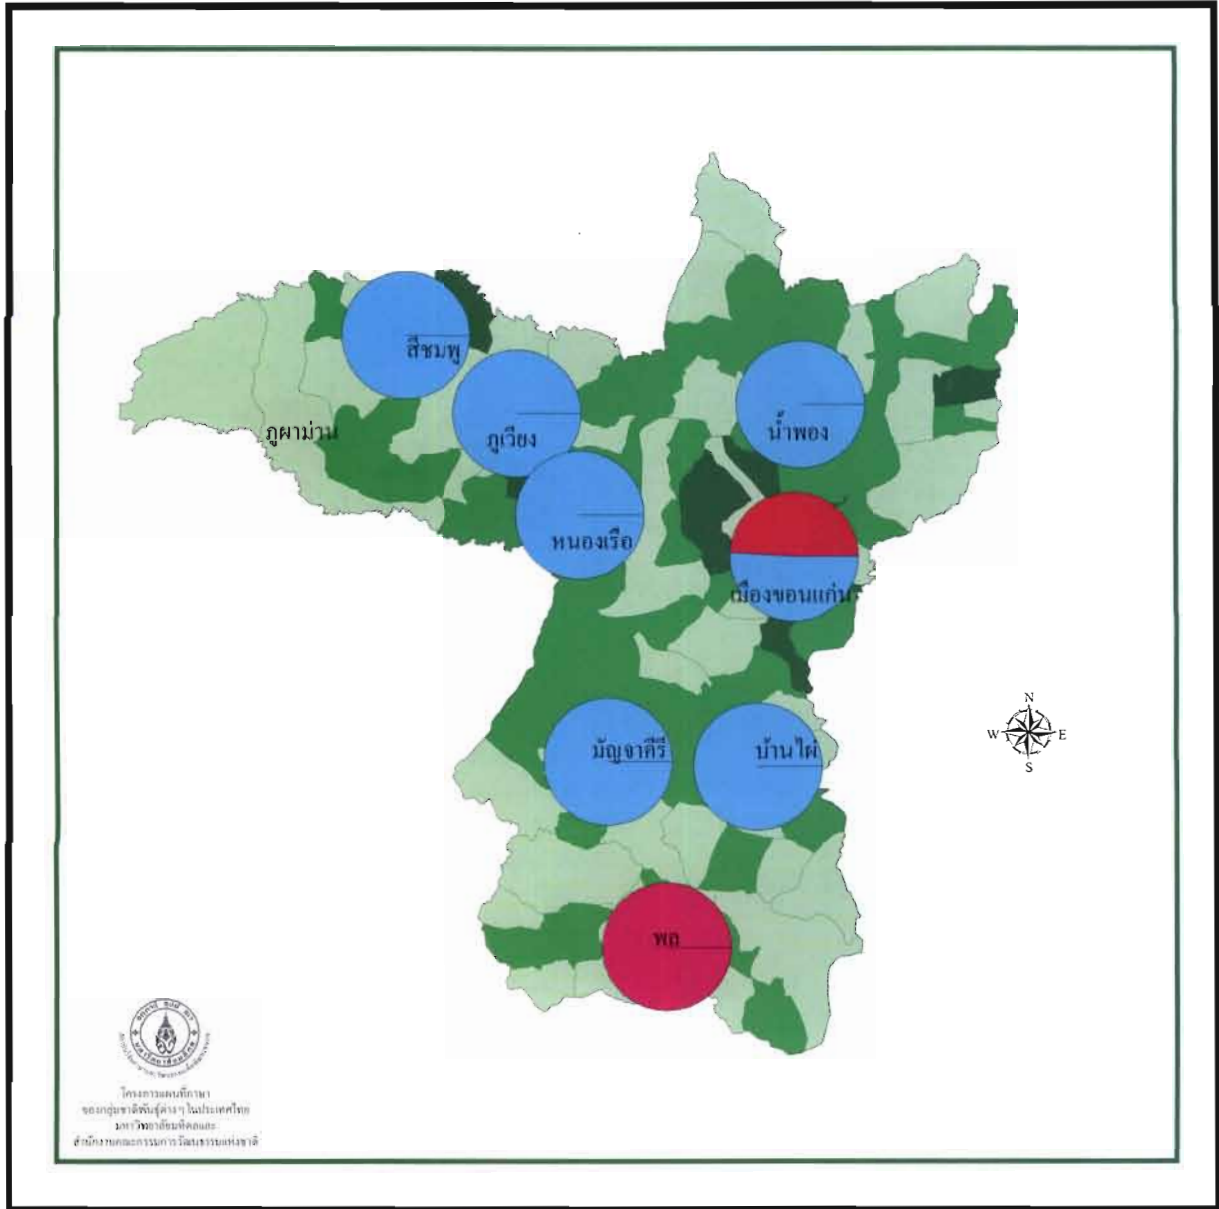 สีชมพู
ภูเวียง
น้ำพอง
ภูผาม่าน
หนองเรือ
เมืองขอนแก่น
N
W E
S
มัญจาคีรี
บ้านไผ่
พล
โครงการแผนที่ภาษา
ของกลุ่มชาติพันธุ์ต่างๆ ในประเทศไทย
มหาวิทยาลัยมหิดลและ
สำนักงานคณะกรรมการวัฒนธรรมแห่งชาติ